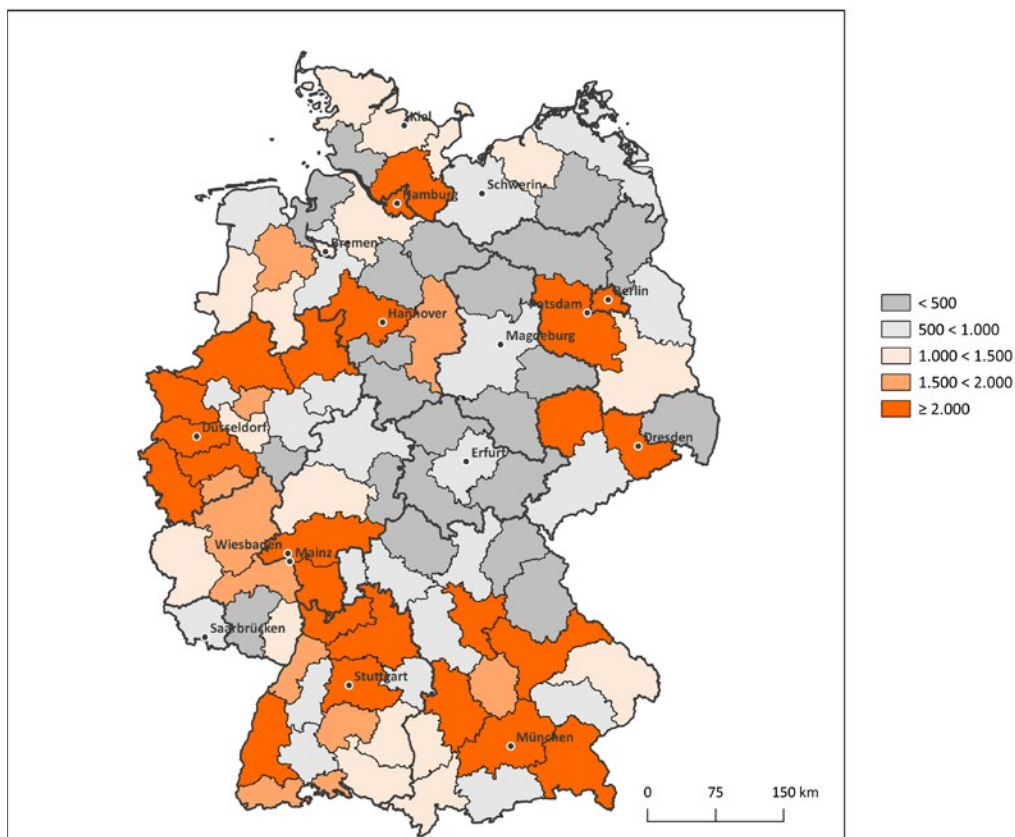 Kiel
Schwerin
Hamburg
Bremen
Berlin
Potsdam
Hannover
Magdeburg
Düsseldorf
Dresden
Erfurt
Wiesbaden
Mainz
Saarbrücken
Stuttgart
München
< 500
500 < 1.000
1.000 < 1.500
1.500 < 2.000
≥ 2.000
0 75 150 km